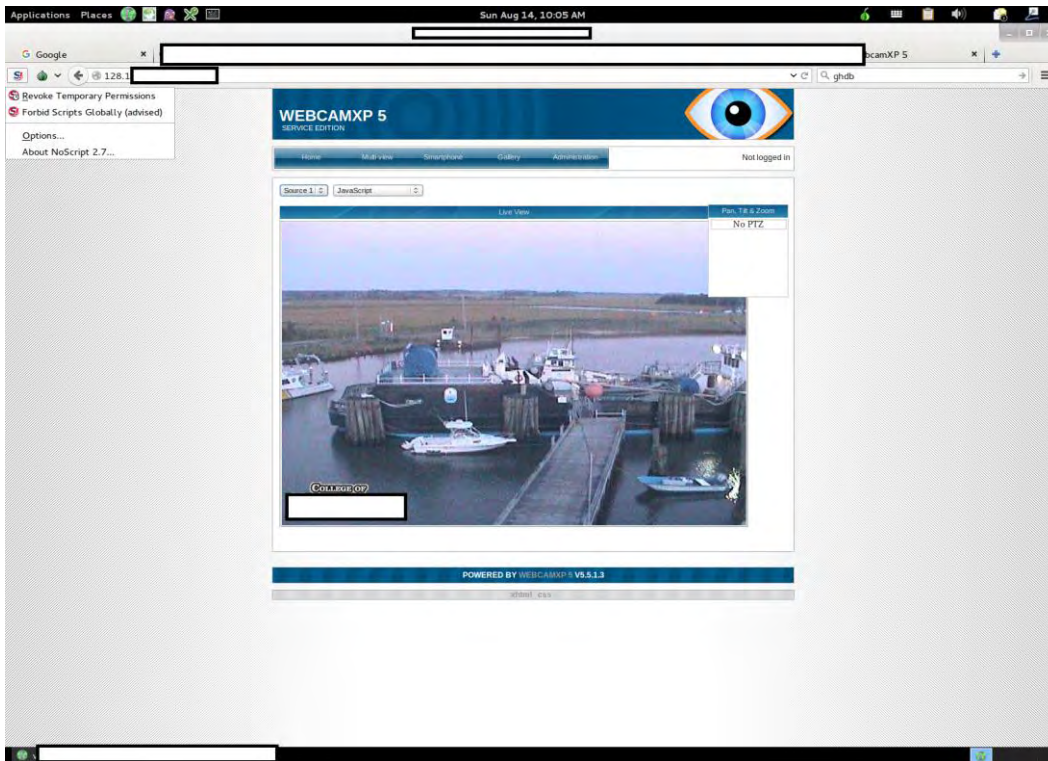 Applications Places Sun Aug 14, 10:05 AM
Google bcamXP 5
128.1 ghdb
Revoke Temporary Permissions
Forbid Scripts Globally (advised)
Options...
About NoScript 2.7...
WEBCAMXP 5
SERVICE EDITION
Home Multi view Smartphone Gallery Administration Not logged in
Source 1 JavaScript
Live View Pan, Tilt & Zoom
No PTZ
COLLEGE OF
POWERED BY WEBCAMXP 5 V5.5.1.3
xhtml css